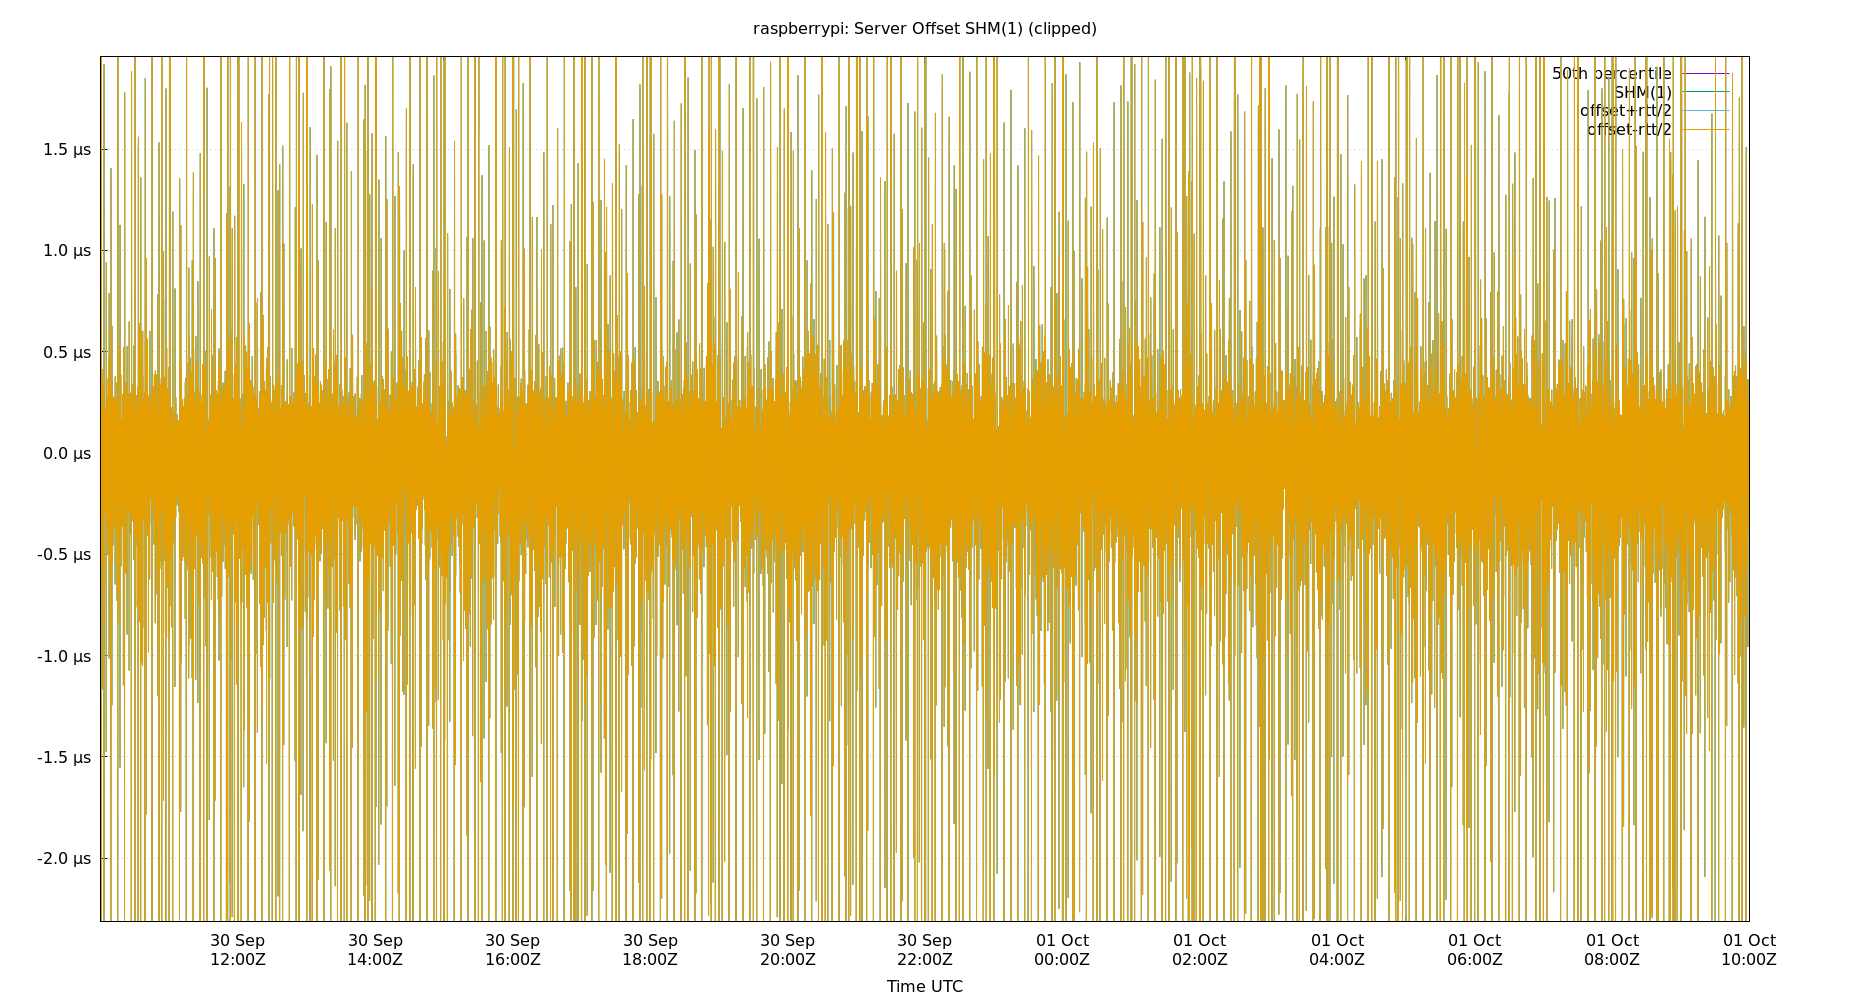 raspberrypi: Server Offset SHM(1) (clipped)
50th percentile
SHM(1)
offset+rtt/2
offset-rtt/2
1.5 µs
1.0 µs
0.5 µs
0.0 µs
-0.5 µs
-1.0 µs
-1.5 µs
-2.0 µs
30 Sep 30 Sep 30 Sep 30 Sep 30 Sep 30 Sep 01 Oct 01 Oct 01 Oct 01 Oct 01 Oct 01 Oct
12:00Z 14:00Z 16:00Z 18:00Z 20:00Z 22:00Z 00:00Z 02:00Z 04:00Z 06:00Z 08:00Z 10:00Z
Time UTC